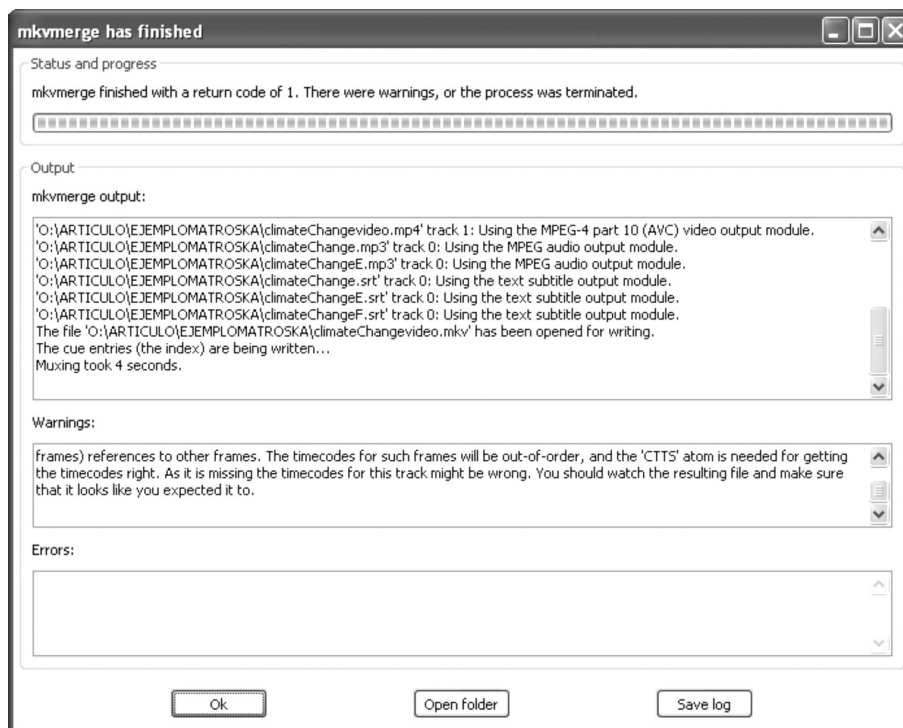 mkvmerge has finished
Status and progress
mkvmerge finished with a return code of 1. There were warnings, or the process was terminated.
Output
mkvmerge output:
'O:\ARTICULO\EJEMPLOMATROSKA\climateChangevideo.mp4' track 1: Using the MPEG-4 part 10 (AVC) video output module.
'O:\ARTICULO\EJEMPLOMATROSKA\climateChange.mp3' track 0: Using the MPEG audio output module.
'O:\ARTICULO\EJEMPLOMATROSKA\climateChangeE.mp3' track 0: Using the MPEG audio output module.
'O:\ARTICULO\EJEMPLOMATROSKA\climateChange.srt' track 0: Using the text subtitle output module.
'O:\ARTICULO\EJEMPLOMATROSKA\climateChangeE.srt' track 0: Using the text subtitle output module.
'O:\ARTICULO\EJEMPLOMATROSKA\climateChangeF.srt' track 0: Using the text subtitle output module.
The file 'O:\ARTICULO\EJEMPLOMATROSKA\climateChangevideo.mkv' has been opened for writing.
The cue entries (the index) are being written...
Muxing took 4 seconds.
Warnings:
frames) references to other frames. The timecodes for such frames will be out-of-order, and the 'CTTS' atom is needed for getting
the timecodes right. As it is missing the timecodes for this track might be wrong. You should watch the resulting file and make sure
that it looks like you expected it to.
Errors:
Ok
Open folder
Save log